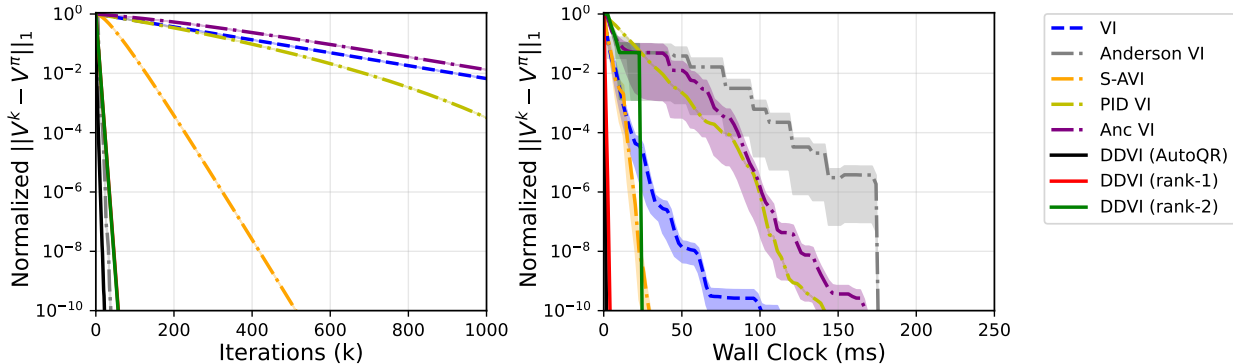 Normalized ||V^k − V^π||_1
10^0
10^−2
10^−4
10^−6
10^−8
10^−10
0
200
400
600
800
1000
Iterations (k)
Normalized ||V^k − V^π||_1
10^0
10^−2
10^−4
10^−6
10^−8
10^−10
0
50
100
150
200
250
Wall Clock (ms)
VI
Anderson VI
S-AVI
PID VI
Anc VI
DDVI (AutoQR)
DDVI (rank-1)
DDVI (rank-2)